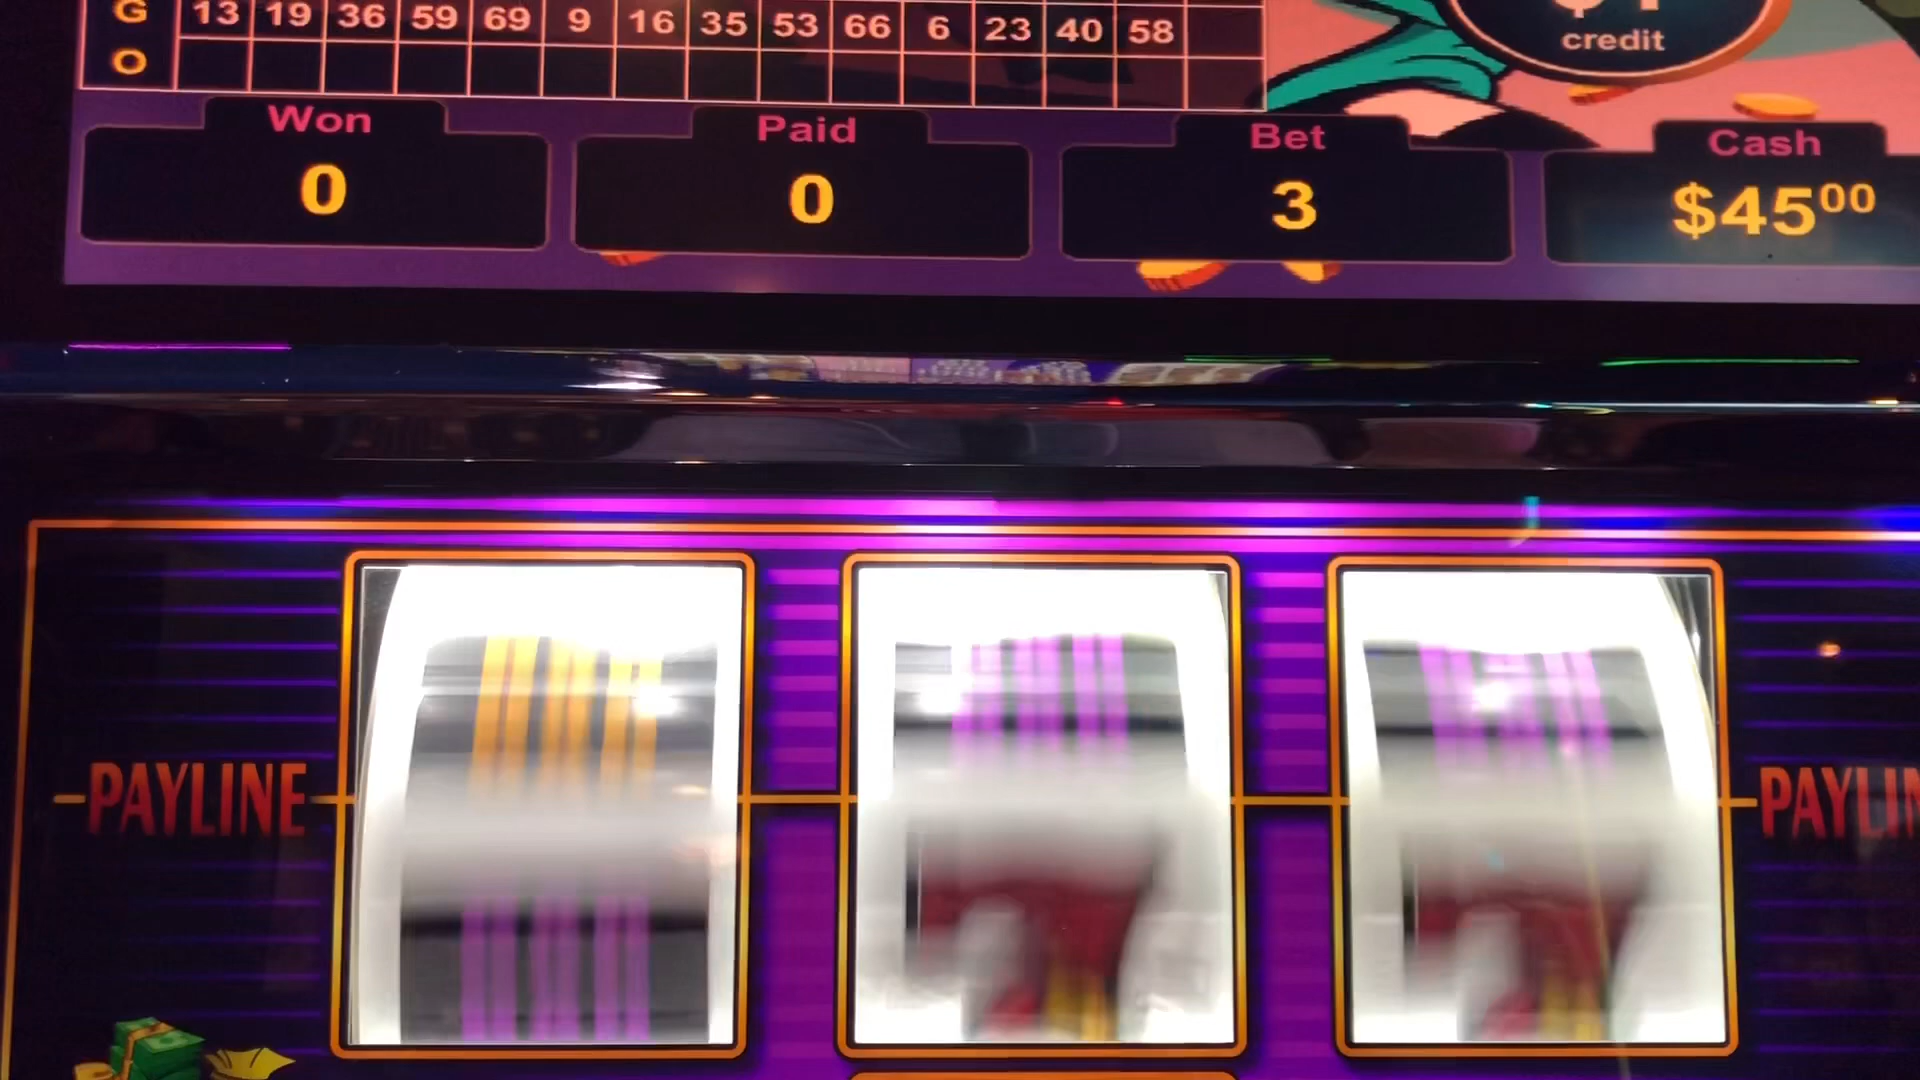 G 13 19 36 59 69 9 16 35 53 66 6 23 40 58
O
$1
credit
Won Paid Bet Cash
0 0 3 $45⁰⁰
PAYLINE